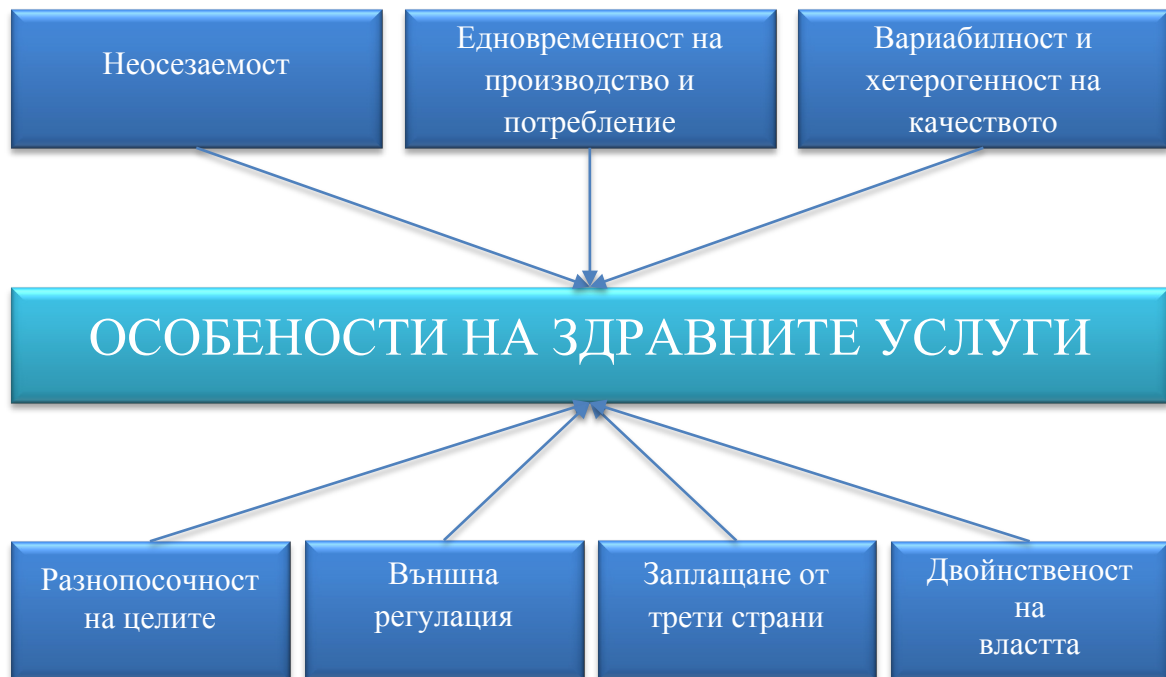 Неосезаемост
Едновременност на
производство и
потребление
Вариабилност и
хетерогенност на
качеството
ОСОБЕНОСТИ НА ЗДРАВНИТЕ УСЛУГИ
Разнопосочност
на целите
Външна
регулация
Заплащане от
трети страни
Двойнственост
на
властта